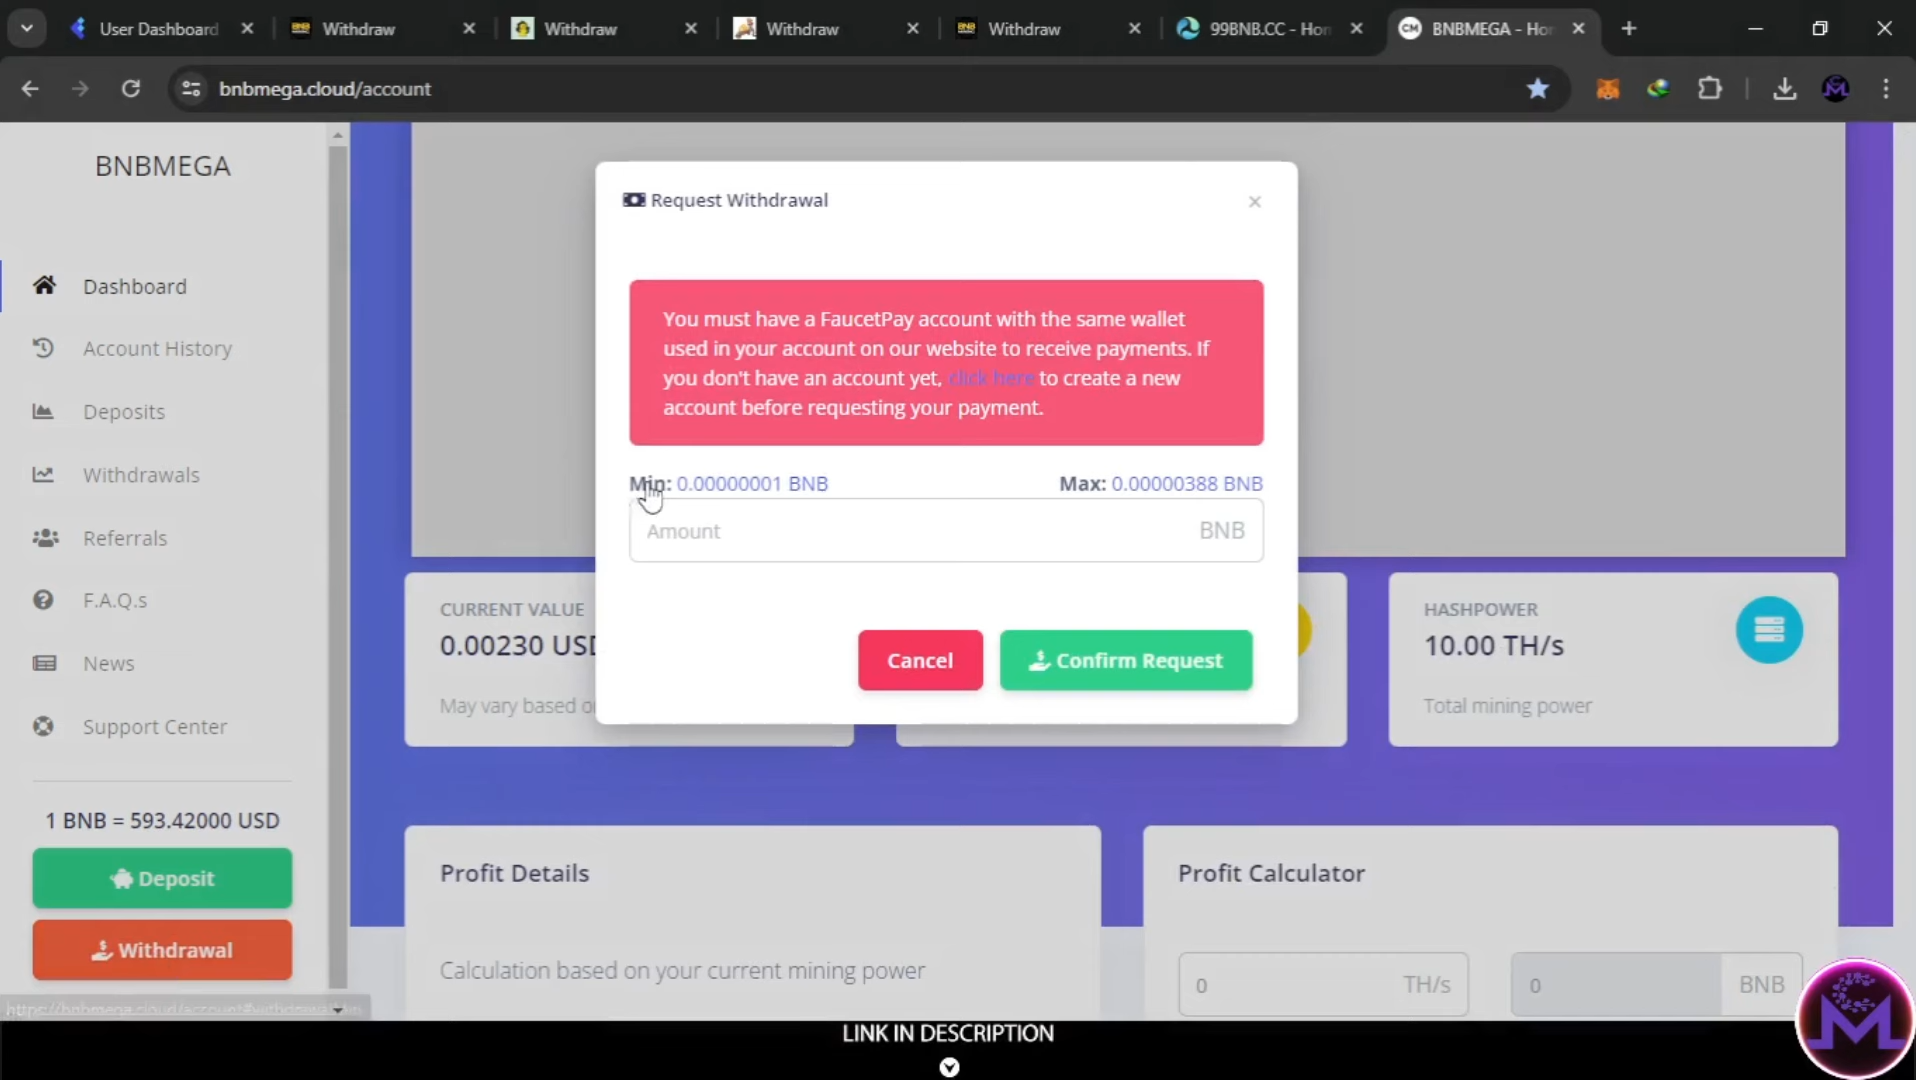 User Dashboard
Withdraw
Withdraw
Withdraw
Withdraw
99BNB.CC - Hon
BNBMEGA - Hon
bnbmega.cloud/account
BNBMEGA
Dashboard
Account History
Deposits
Withdrawals
Referrals
F.A.Q.s
News
Support Center
1 BNB = 593.42000 USD
Deposit
Withdrawal
Request Withdrawal
×
You must have a FaucetPay account with the same wallet
used in your account on our website to receive payments. If
you don't have an account yet, click here to create a new
account before requesting your payment.
Min: 0.00000001 BNB
Max: 0.00000388 BNB
Amount
BNB
Cancel
Confirm Request
CURRENT VALUE
0.00230 USD
May vary based o
HASHPOWER
10.00 TH/s
Total mining power
Profit Details
Calculation based on your current mining power
Profit Calculator
0
TH/s
0
BNB
LINK IN DESCRIPTION